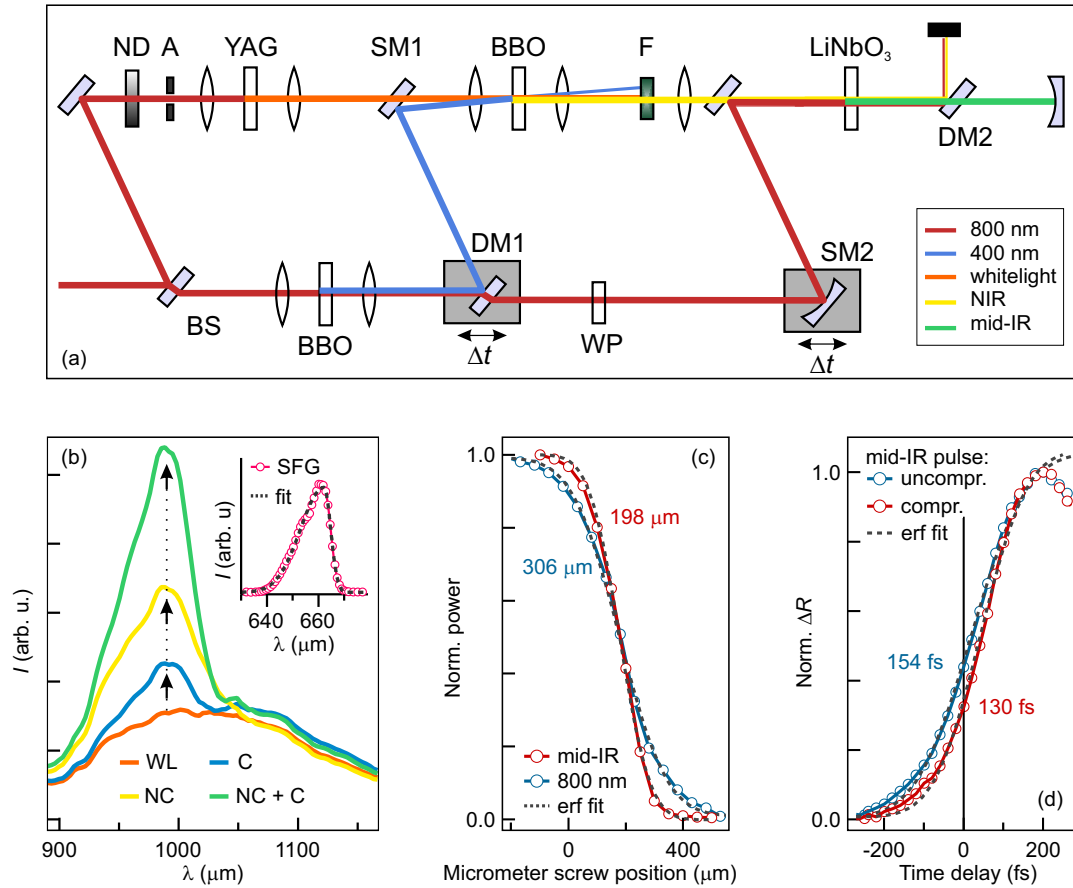 ND A YAG SM1 BBO F LiNbO₃
DM2
DM1 SM2
BS
BBO
WP
Δt
Δt
800 nm
400 nm
whitelight
NIR
mid-IR
(a)
(b)
I (arb. u.)
SFG
fit
I (arb. u)
640 660
λ (μm)
WL C
NC NC + C
900 1000 1100
λ (μm)
(c)
1.0
198 μm
306 μm
Norm. power
mid-IR
800 nm
erf fit
0.0
0 400
Micrometer screw position (μm)
mid-IR pulse:
uncompr.
compr.
erf fit
1.0
Norm. ΔR
154 fs
130 fs
0.0
(d)
-200 0 200
Time delay (fs)